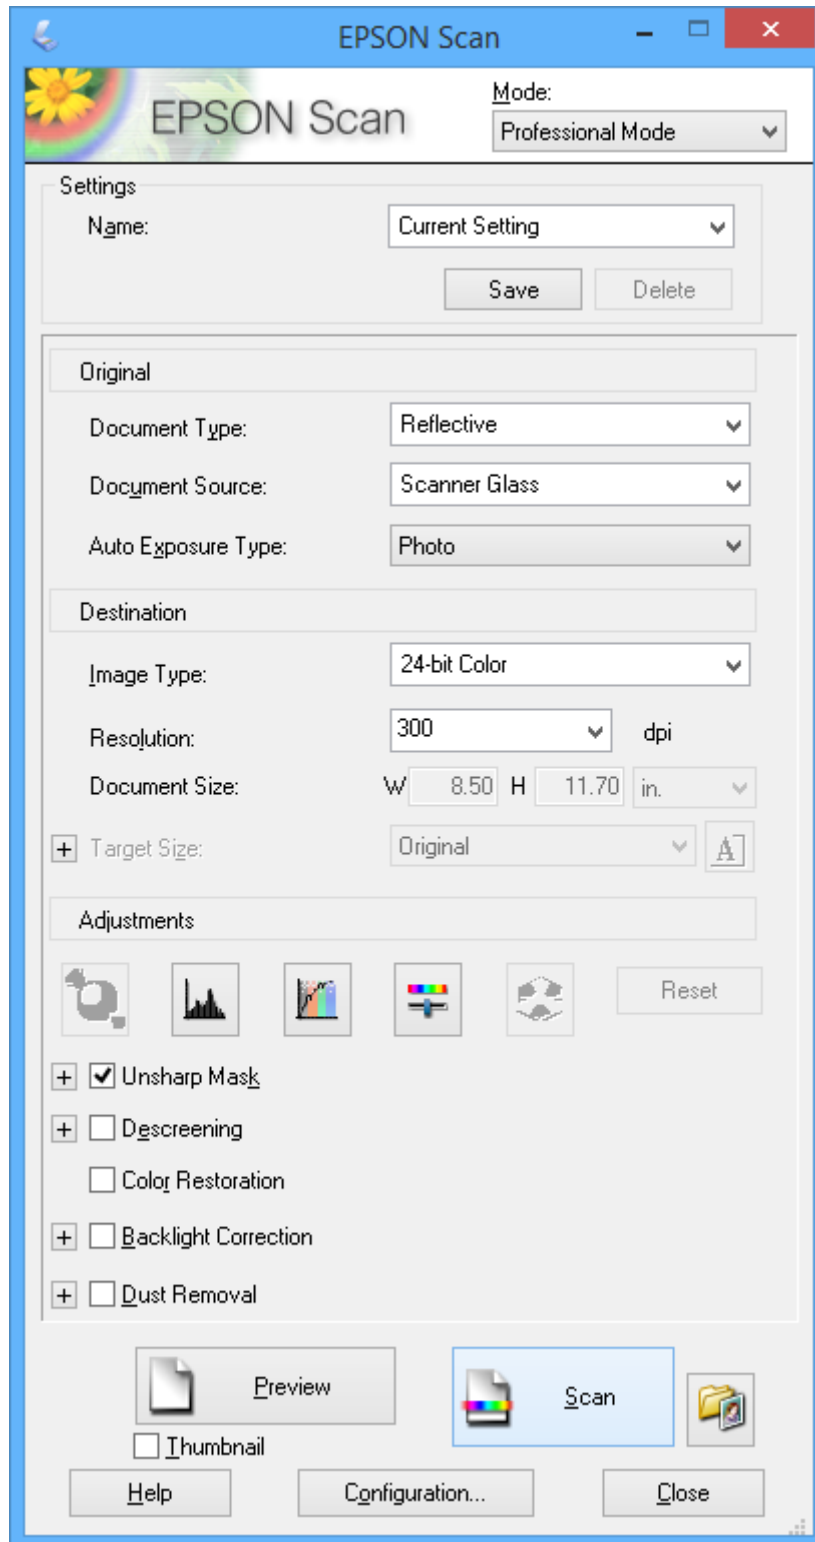 EPSON Scan
EPSON Scan
Mode:
Professional Mode
Settings
Name:
Current Setting
Save
Delete
Original
Document Type:
Reflective
Document Source:
Scanner Glass
Auto Exposure Type:
Photo
Destination
Image Type:
24-bit Color
Resolution:
300
dpi
Document Size:
W 8.50 H 11.70 in.
+ Target Size:
Original
A
Adjustments
Reset
+ Unsharp Mask
+ Descreening
Color Restoration
+ Backlight Correction
+ Dust Removal
Preview
Scan
Thumbnail
Help
Configuration...
Close